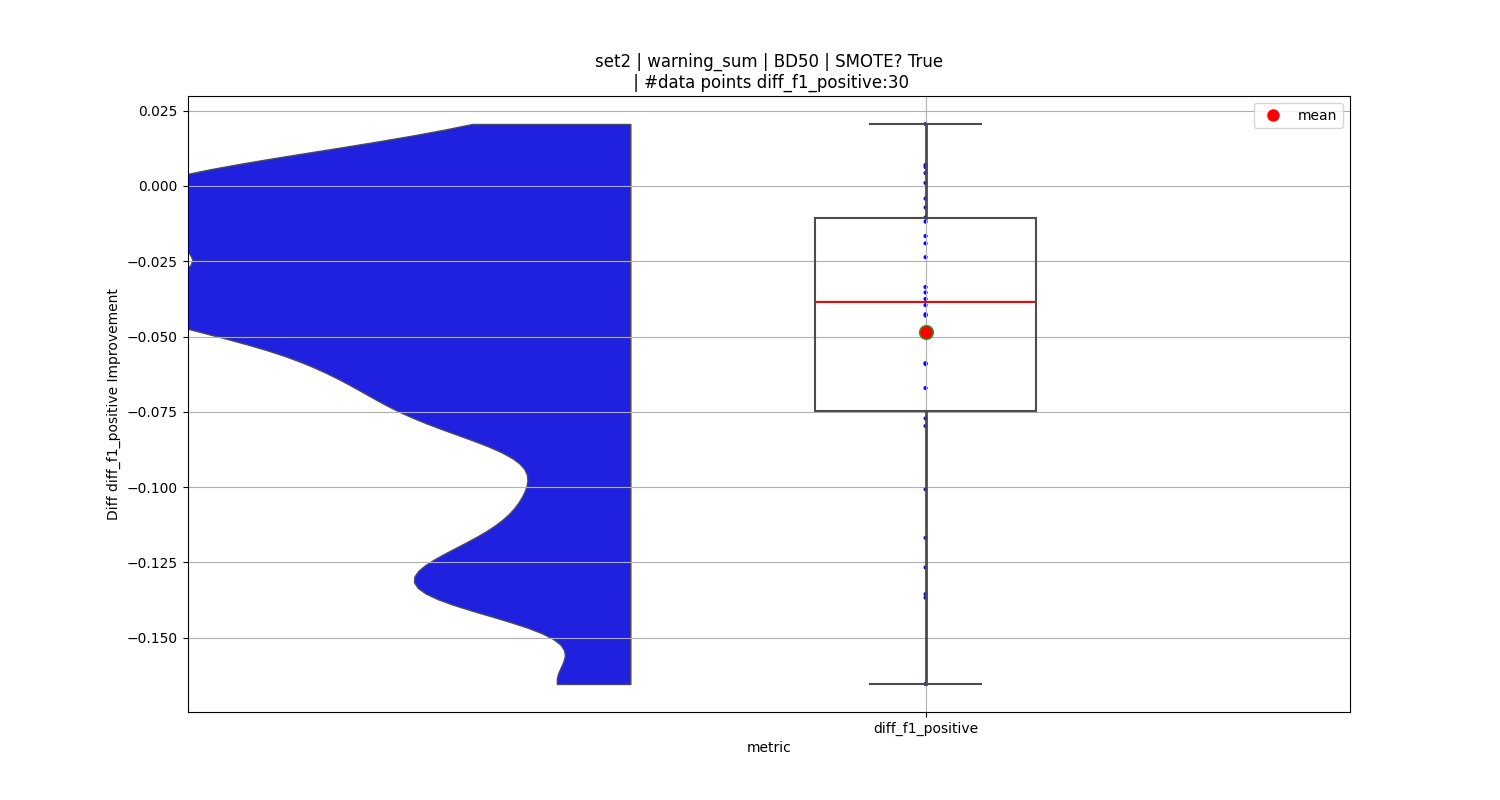 set2 | warning_sum | BD50 | SMOTE? True
| #data points diff_f1_positive:30
mean
0.025
0.000
−0.025
−0.050
−0.075
−0.100
−0.125
−0.150
Diff diff_f1_positive Improvement
diff_f1_positive
metric